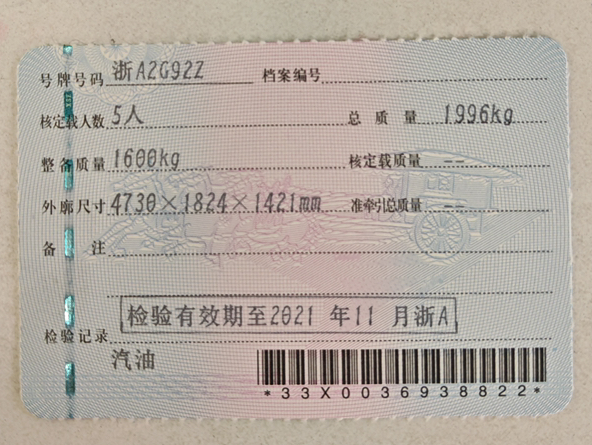 号牌号码 浙A2G92Z 档案编号
核定载人数 5人 总质量 1996kg
整备质量 1600kg 核定载质量 --
外廓尺寸 4730×1824×1421mm 准牵引总质量 --
备注
检验有效期至2021 年11 月浙A
检验记录
汽油
*33X0036938822*